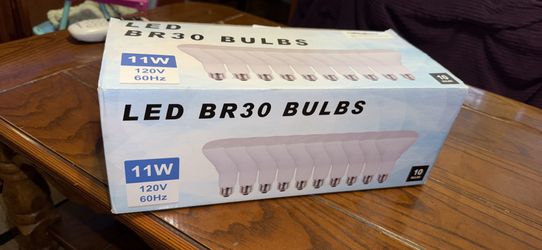 LED
BR30 BULBS
11W
120V
60Hz
10
LED BR30 BULBS
11W
120V
60Hz
10